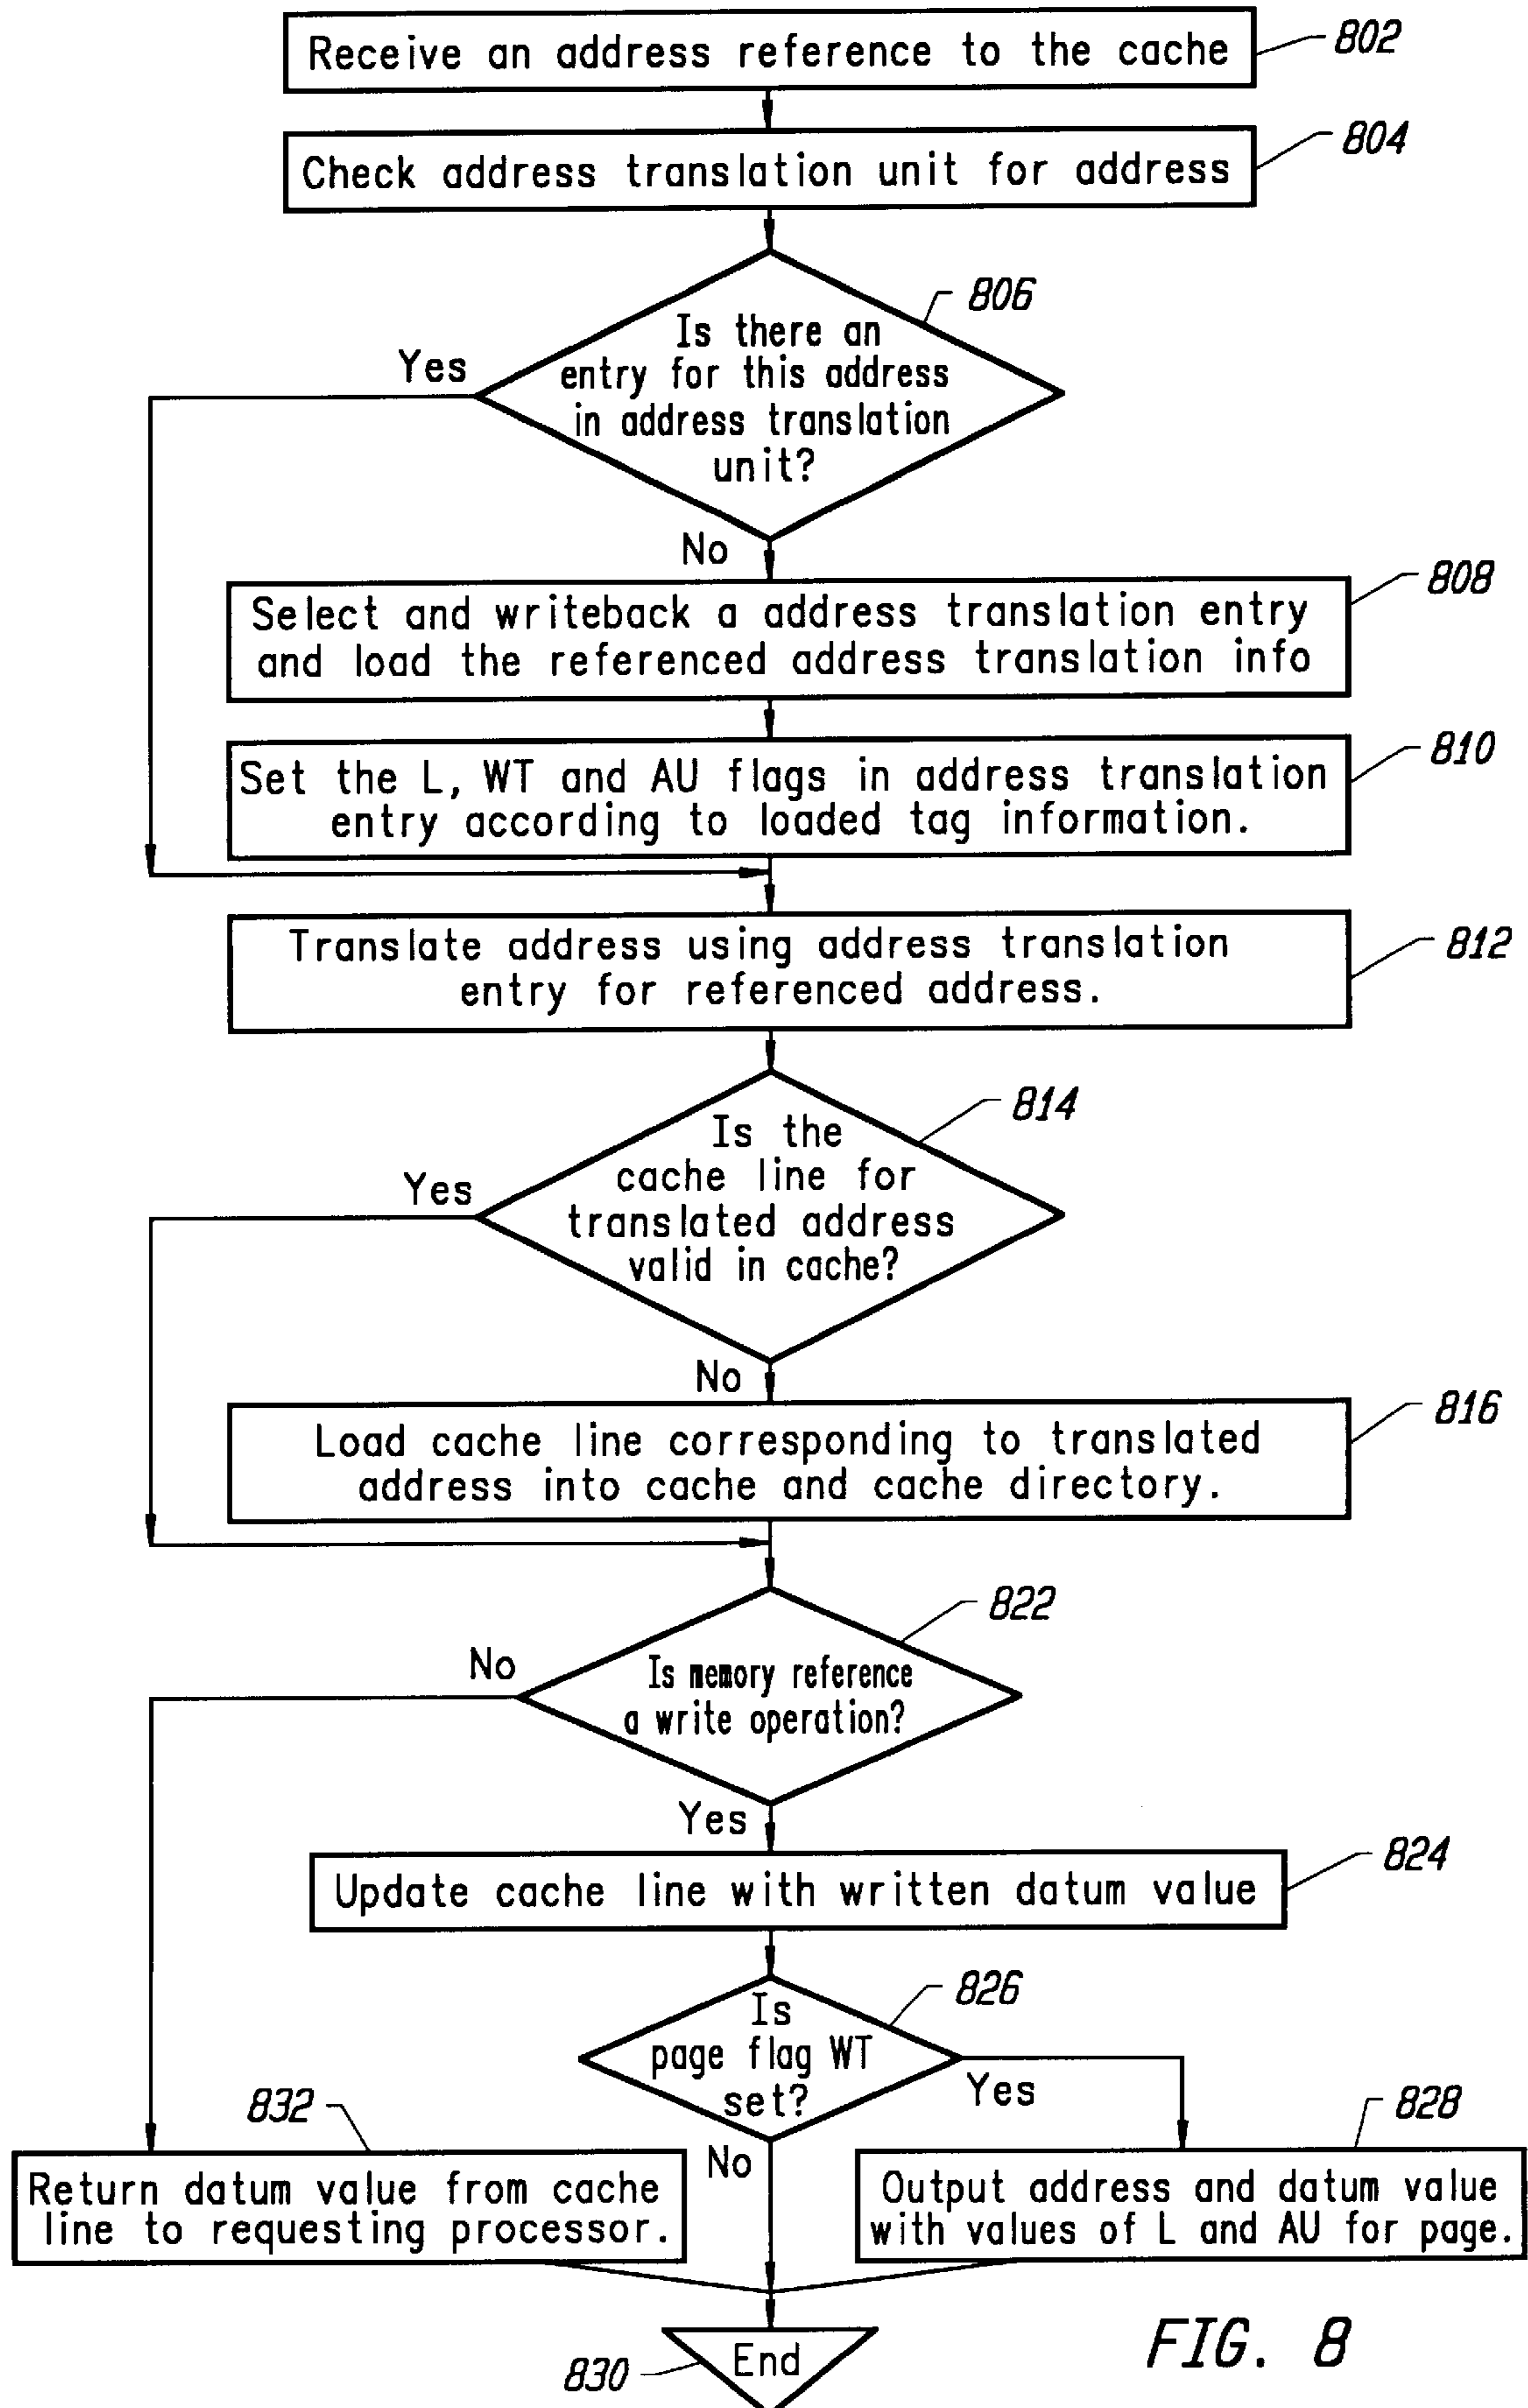 Receive an address reference to the cache
802
Check address translation unit for address
804
806
Is there an
entry for this address
in address translation
unit?
Yes
No
808
Select and writeback a address translation entry
and load the referenced address translation info
810
Set the L, WT and AU flags in address translation
entry according to loaded tag information.
812
Translate address using address translation
entry for referenced address.
814
Is the
cache line for
translated address
valid in cache?
Yes
No
816
Load cache line corresponding to translated
address into cache and cache directory.
822
Is memory reference
a write operation?
No
Yes
824
Update cache line with written datum value
826
Is
page flag WT
set?
Yes
No
832
828
Return datum value from cache
line to requesting processor.
Output address and datum value
with values of L and AU for page.
End
830
FIG. 8